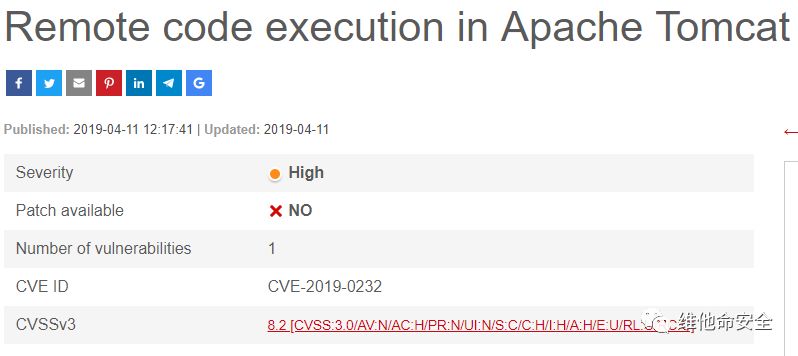 Remote code execution in Apache Tomcat
Published: 2019-04-11 12:17:41 | Updated: 2019-04-11
Severity High
Patch available NO
Number of vulnerabilities 1
CVE ID CVE-2019-0232
CVSSv3 8.2 [CVSS:3.0/AV:N/AC:H/PR:N/UI:N/S:C/C:H/I:H/A:H/E:U/RL:
维他命安全